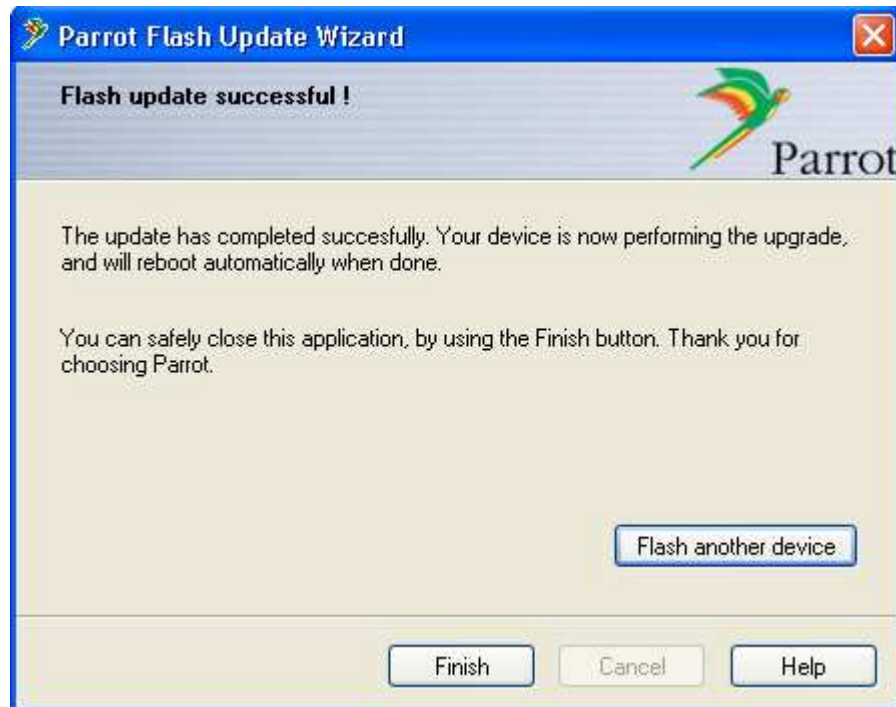 Parrot Flash Update Wizard
Flash update successful !
Parrot
The update has completed succesfully. Your device is now performing the upgrade,
and will reboot automatically when done.
You can safely close this application, by using the Finish button. Thank you for
choosing Parrot.
Flash another device
Finish
Cancel
Help